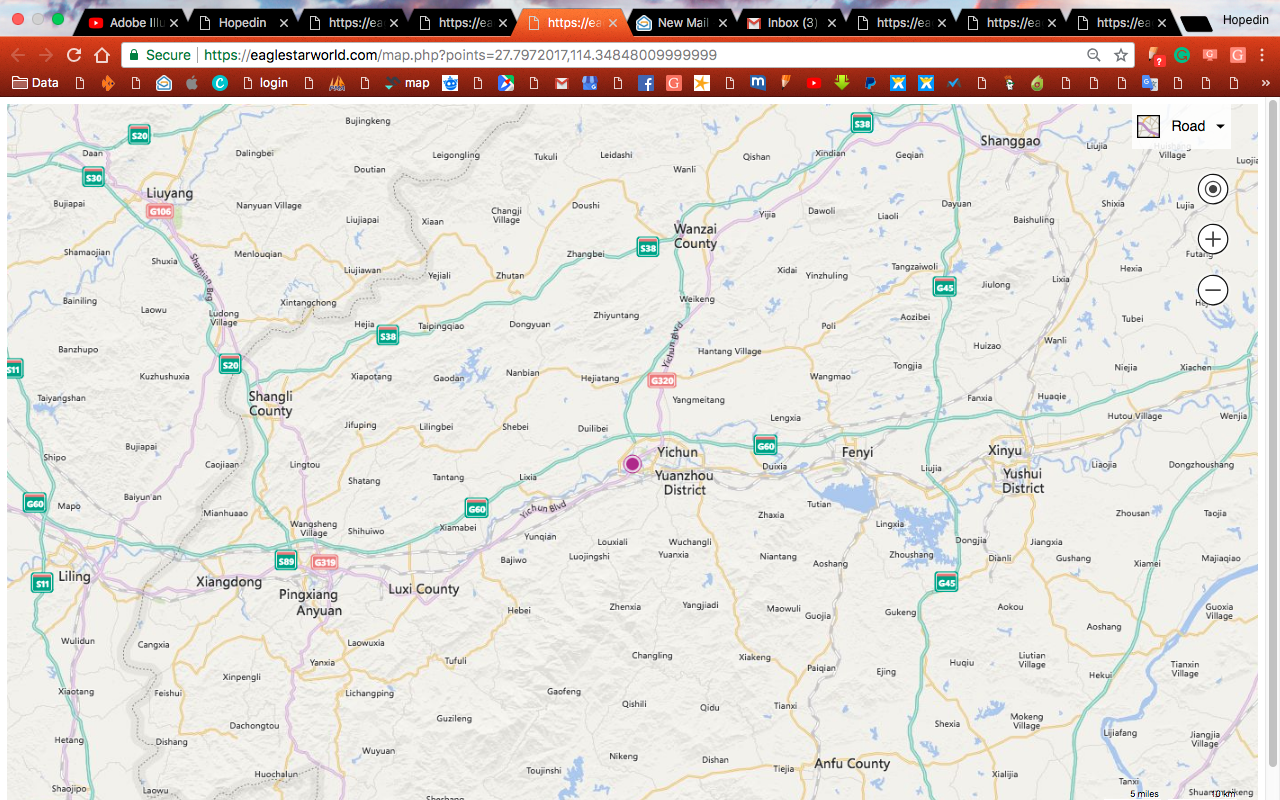 Adobe Illu
Hopedin
https://ea
https://ea
https://ea
New Mail
Inbox (3)
https://ea
https://ea
https://ea
Hopedin
Secure
https://eaglestarworld.com/map.php?points=27.7972017,114.34848009999999
Data
login
map
Road
Bujingkeng
S20
S38
Shanggao
Liujia
Village
Daan
Dalingbei
Leigongling
Tukuli
Leidashi
Qishan
Xindian
Geqian
Luojia
S30
Doutian
Wanli
Liuyang
Bujiapai
G106
Nanyuan Village
Liujiapai
Xiaan
Changji
Village
Doushi
Yijia
Dawoli
Liaoli
Dayuan
Baishuling
Shixia
Lujia
Wanzai
County
Shamaojian
Shuxia
Menlouqian
Zhangbei
S38
Futang
Shannan Brg
Liujiawan
Yejiali
Zhutan
Xidai
Yinzhuling
Tangzaiwoli
Hexia
Lixia
Jiulong
G45
Bainiling
Laowu
Xintangchong
Weikeng
Ludong
Village
Hejia
Taipingqiao
Dongyuan
Zhiyuntang
Poli
Aozibei
Tubei
S38
Yichun Blvd
Banzhupo
Hantang Village
Huizao
Wanli
S11
S20
Kuzhushuxia
Xiapotang
Gaodan
Nanbian
Hejiatang
G320
Wangmao
Tongjia
Niejia
Xiachen
Taiyangshan
Shangli
County
Yangmeitang
Fanxia
Huaqie
Jifuping
Lilingbei
Shebei
Duilibei
Lengxia
Hutou Village
Wenjia
Bujiapai
G60
Shipo
Caojiaan
Lingtou
Yichun
Fenyi
Xinyu
Duixia
Liujia
Liaojia
Dongzhoushang
Shatang
Tantang
Lixia
Yuanzhou
District
Yushui
District
G60
Mapo
Baiyun an
Mianhuao
G60
Yichun Blvd
Tutian
Zhaxia
Lingxia
Zhousan
Taojia
Wangsheng
Village
Shihuiwo
Xiamabei
Yunqian
Louxiali
Wuchangli
Dongjia
Jiangxia
S89
G319
Bajiwo
Luojingshi
Yuanxia
Niantang
Aoshang
Zhoushang
Dianli
Gushang
Xiamei
Majiaqiao
Liling
S11
Xiangdong
Pingxiang
Anyuan
Luxi County
G45
Hebei
Zhenxia
Yangjiadi
Maowuli
Guojia
Gukeng
Aokou
Guoxia
Village
Aoshang
Wulidun
Cangxia
Laowuxia
Yanxia
Tufuli
Changling
Xiakeng
Paiqian
Ejing
Huqiu
Liutian
Village
Tianxin
Village
Hekui
Xinpengli
Xiaotang
Feishui
Lichangping
Gaofeng
Qishili
Qidu
Tianxi
Guzileng
Dachongtou
Shexia
Mokeng
Village
Lijiafang
Jiangjia
Village
Hetang
Dishang
Wuyuan
Nikeng
Dishan
Tiejia
Anfu County
Xialijia
Toujinshi
Huochalun
Tanxi
Shaojipo
Laowu
5 miles
10 km